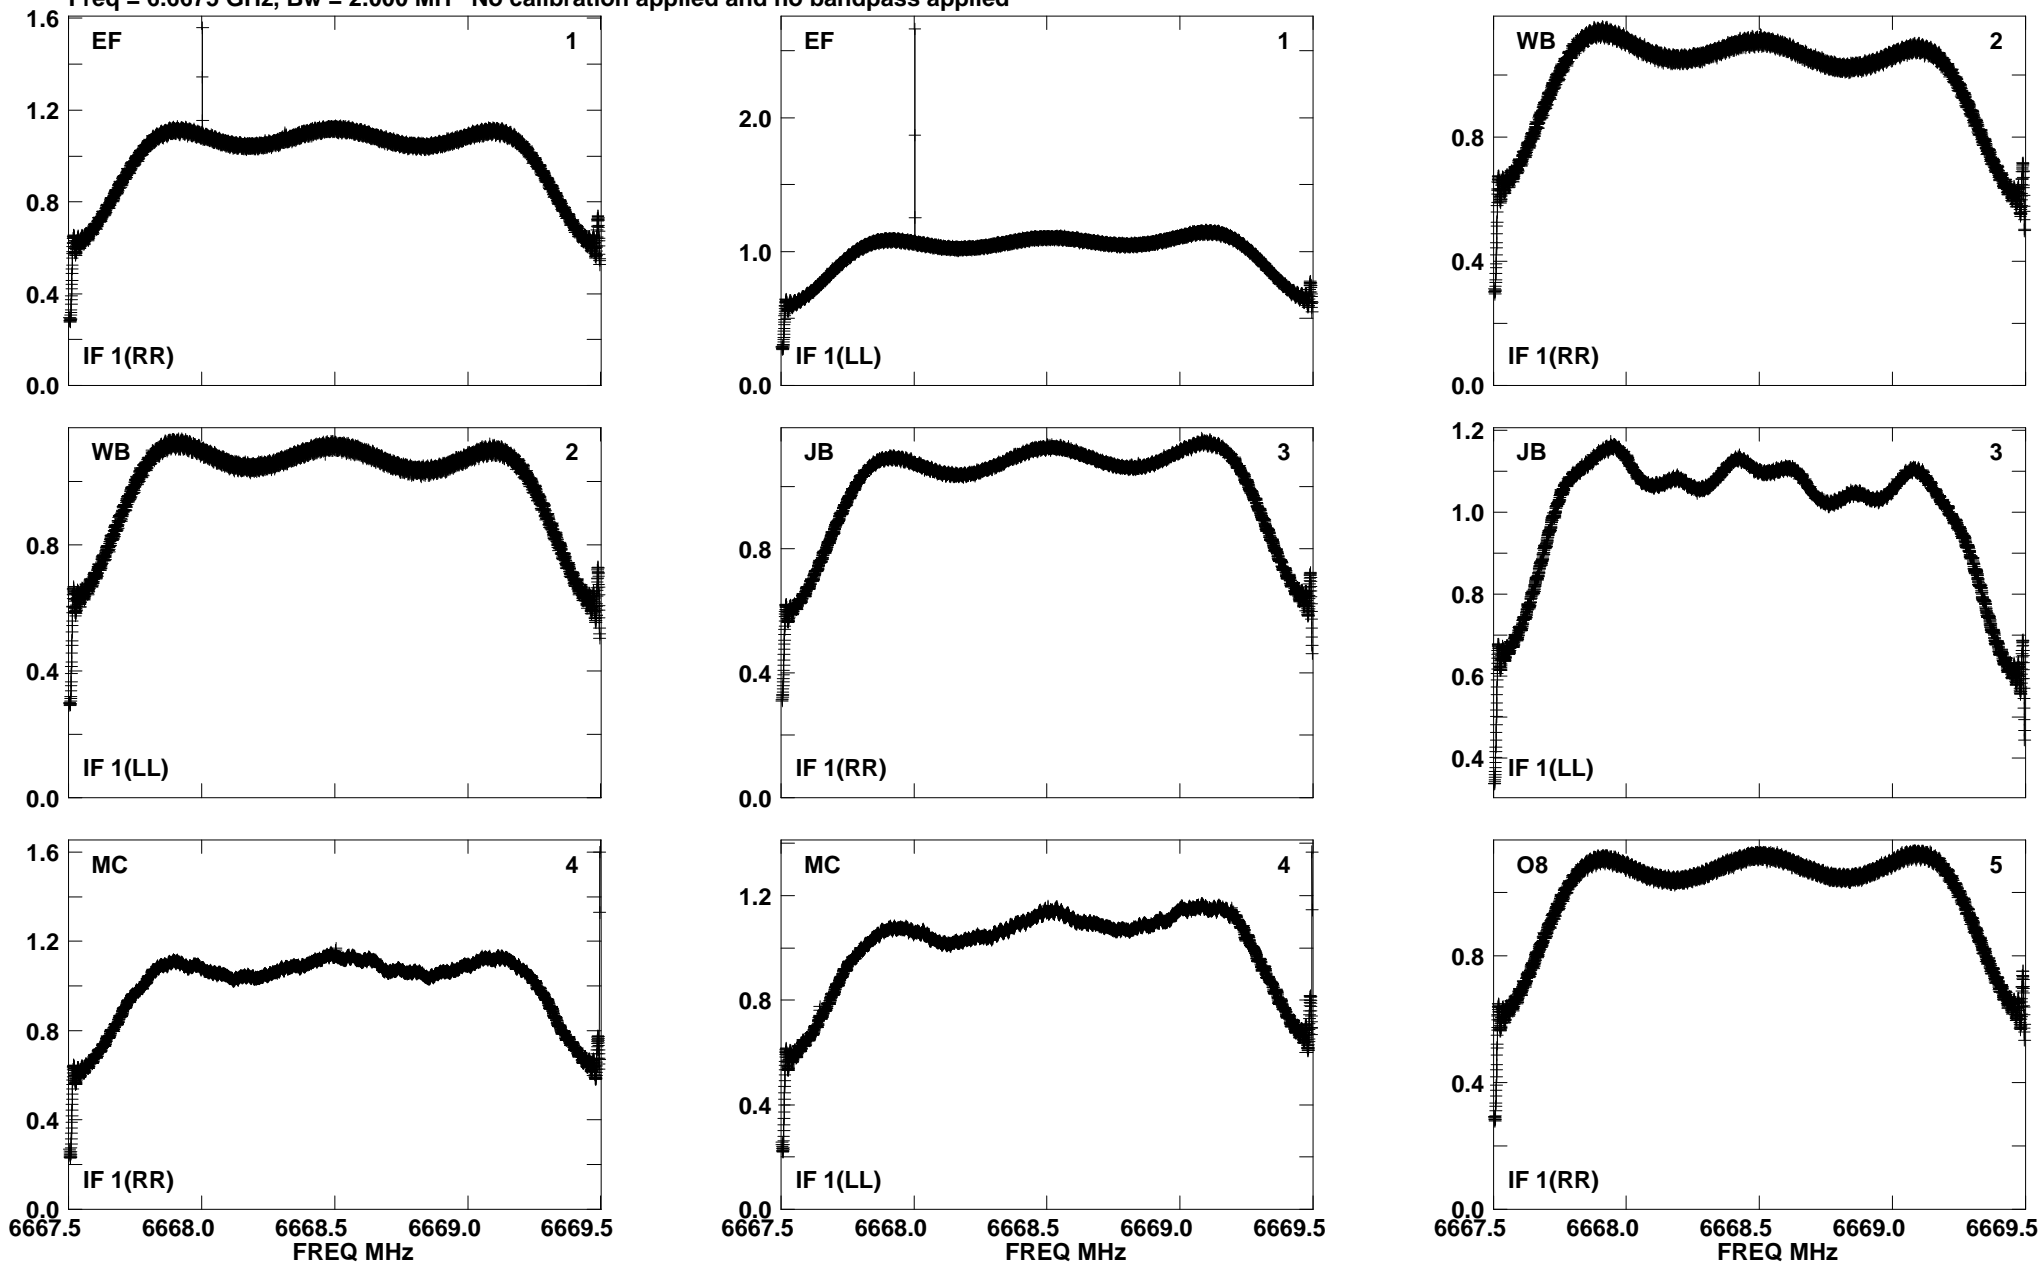 Freq = 6.6675 GHz, Bw = 2.000 MH No calibration applied and no bandpass applied
EF 1
1.6
1.2
0.8
0.4
0.0
IF 1(RR)
EF 1
2.0
1.0
0.0
IF 1(LL)
WB 2
0.8
0.4
0.0
IF 1(RR)
WB 2
0.8
0.4
0.0
IF 1(LL)
JB 3
0.8
0.4
0.0
IF 1(RR)
JB 3
1.2
1.0
0.8
0.6
0.4
IF 1(LL)
MC 4
1.6
1.2
0.8
0.4
0.0
IF 1(RR)
6667.5 6668.0 6668.5 6669.0 6669.5
FREQ MHz
MC 4
1.2
0.8
0.4
0.0
IF 1(LL)
6667.5 6668.0 6668.5 6669.0 6669.5
FREQ MHz
O8 5
0.8
0.4
0.0
IF 1(RR)
6667.5 6668.0 6668.5 6669.0 6669.5
FREQ MHz